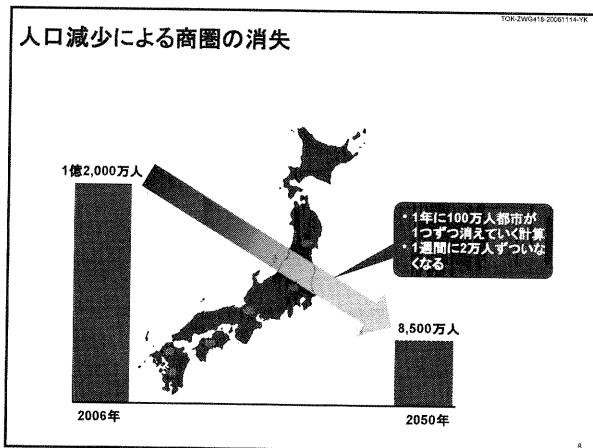 TOK-ZWG418-20061114-YK
人口減少による商圏の消失
1億2,000万人
・1年に100万人都市が
1つずつ消えていく計算
・1週間に2万人ずついな
くなる
8,500万人
2006年
2050年
8